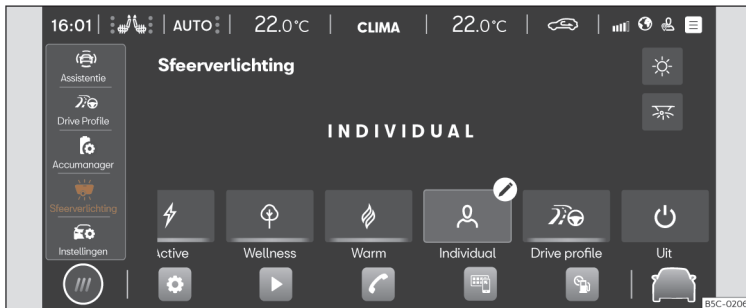 16:01 AUTO 22.0°C CLIMA 22.0°C
Assistentie
Drive Profile
Accumanager
Sfeerverlichting
Instellingen
Sfeerverlichting
INDIVIDUAL
Active Wellness Warm Individual Drive profile Uit
B5C-0206